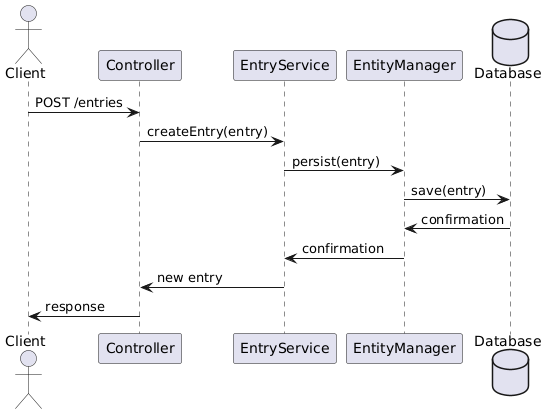 Client
Controller
EntryService
EntityManager
Database
POST /entries
createEntry(entry)
persist(entry)
save(entry)
confirmation
confirmation
new entry
response
Client
Controller
EntryService
EntityManager
Database